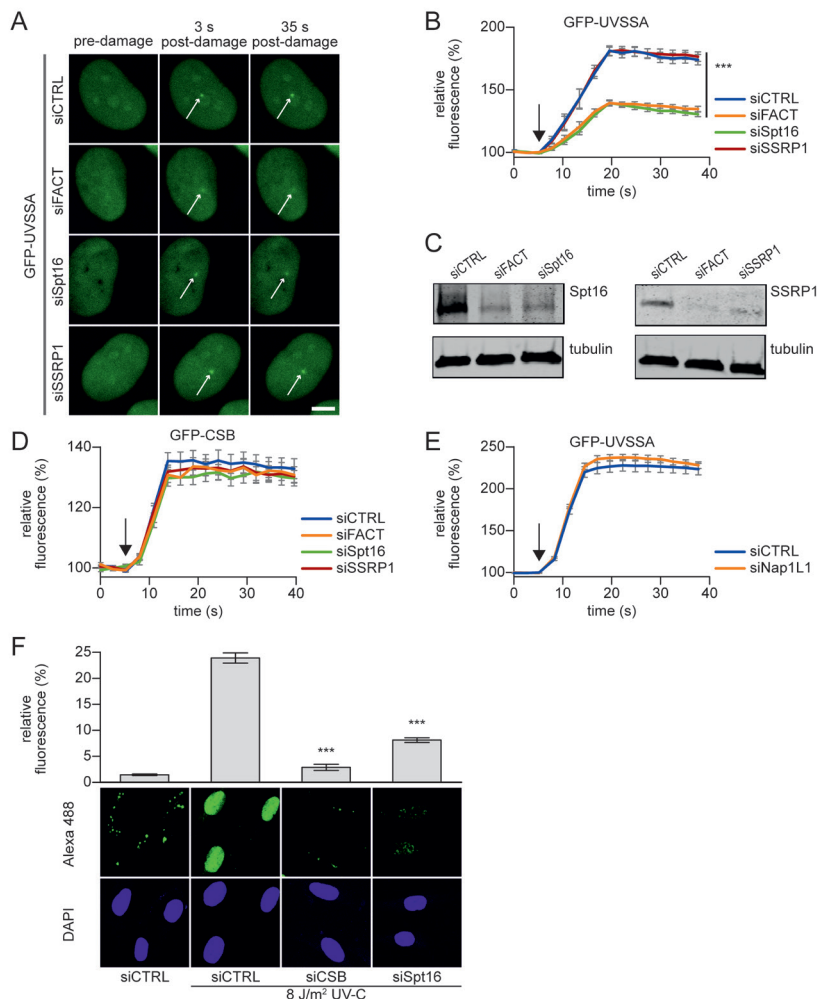 A
pre-damage
3 s
post-damage
35 s
post-damage
GFP-UVSSA
siCTRL
siFACT
siSpt16
siSSRP1
B
GFP-UVSSA
relative
fluorescence (%)
200
150
100
0 10 20 30 40
time (s)
***
siCTRL
siFACT
siSpt16
siSSRP1
C
siCTRL
siFACT
siSpt16
Spt16
tubulin
siCTRL
siFACT
siSSRP1
SSRP1
tubulin
D
GFP-CSB
relative
fluorescence (%)
140
120
100
0 10 20 30 40
time (s)
siCTRL
siFACT
siSpt16
siSSRP1
E
GFP-UVSSA
relative
fluorescence (%)
250
200
150
100
0 10 20 30 40
time (s)
siCTRL
siNap1L1
F
relative
fluorescence (%)
25
20
15
10
5
0
***
***
Alexa 488
DAPI
siCTRL siCTRL siCSB siSpt16
8 J/m² UV-C